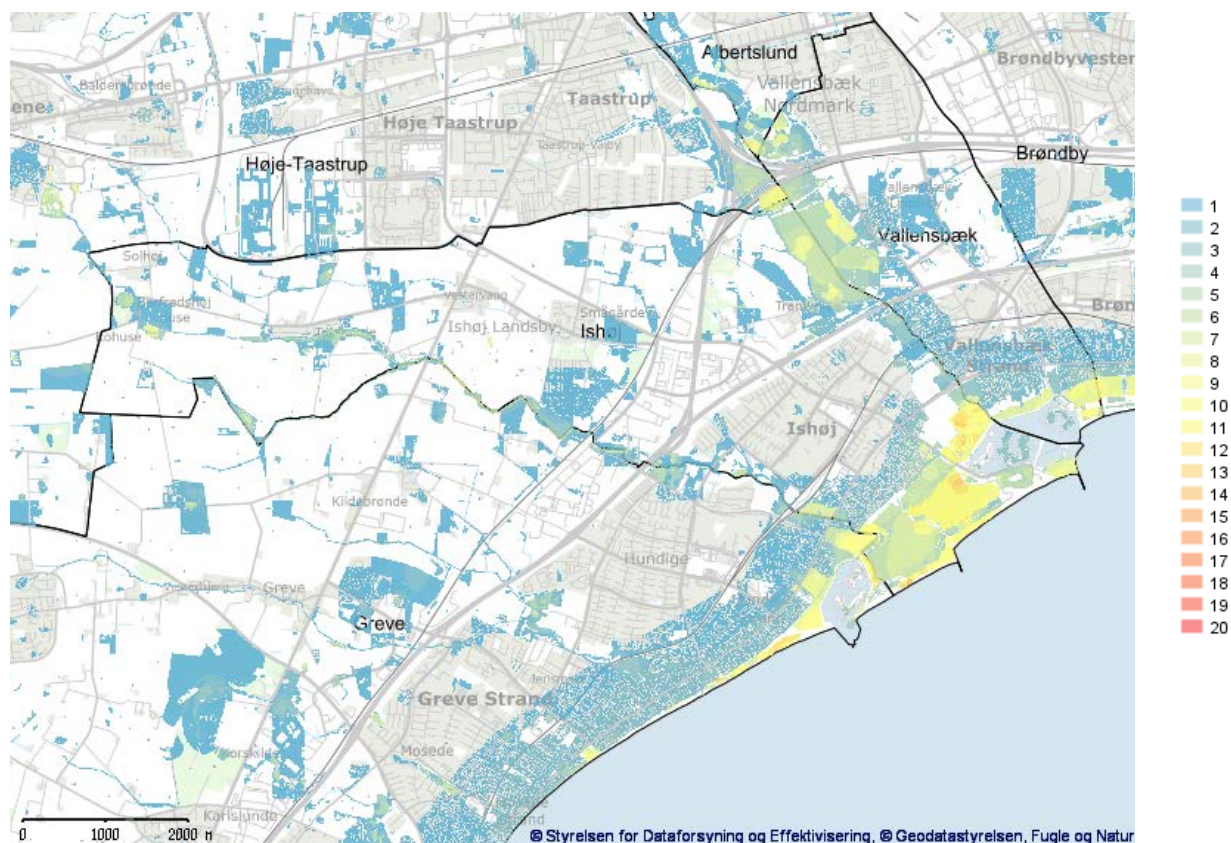 Albertslund
Brøndbyvester
Vallensbæk
Nordmark
Baldersbrønde
Taastrup
Høje Taastrup
Taastrup-Valby
Høje-Taastrup
Brøndby
Vallensbæk
Vallensbæk
Solhøj
Vestervang
Smågårde
Ishøj Landsby
Ishøj
Kildebrønde
Hundige
Greve
Greve
Greve Strand
Mosede
Karlslunde
0 1000 2000 M
© Styrelsen for Dataforsyning og Effektivisering, © Geodatastyrelsen, Fugle og Natur
1
2
3
4
5
6
7
8
9
10
11
12
13
14
15
16
17
18
19
20